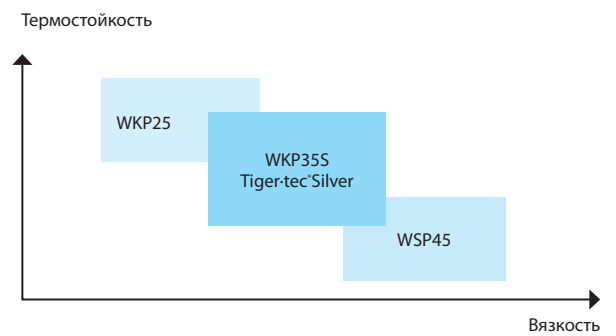 Термостойкость
WKP25
WKP35S
Tiger·tec®Silver
WSP45
Вязкость